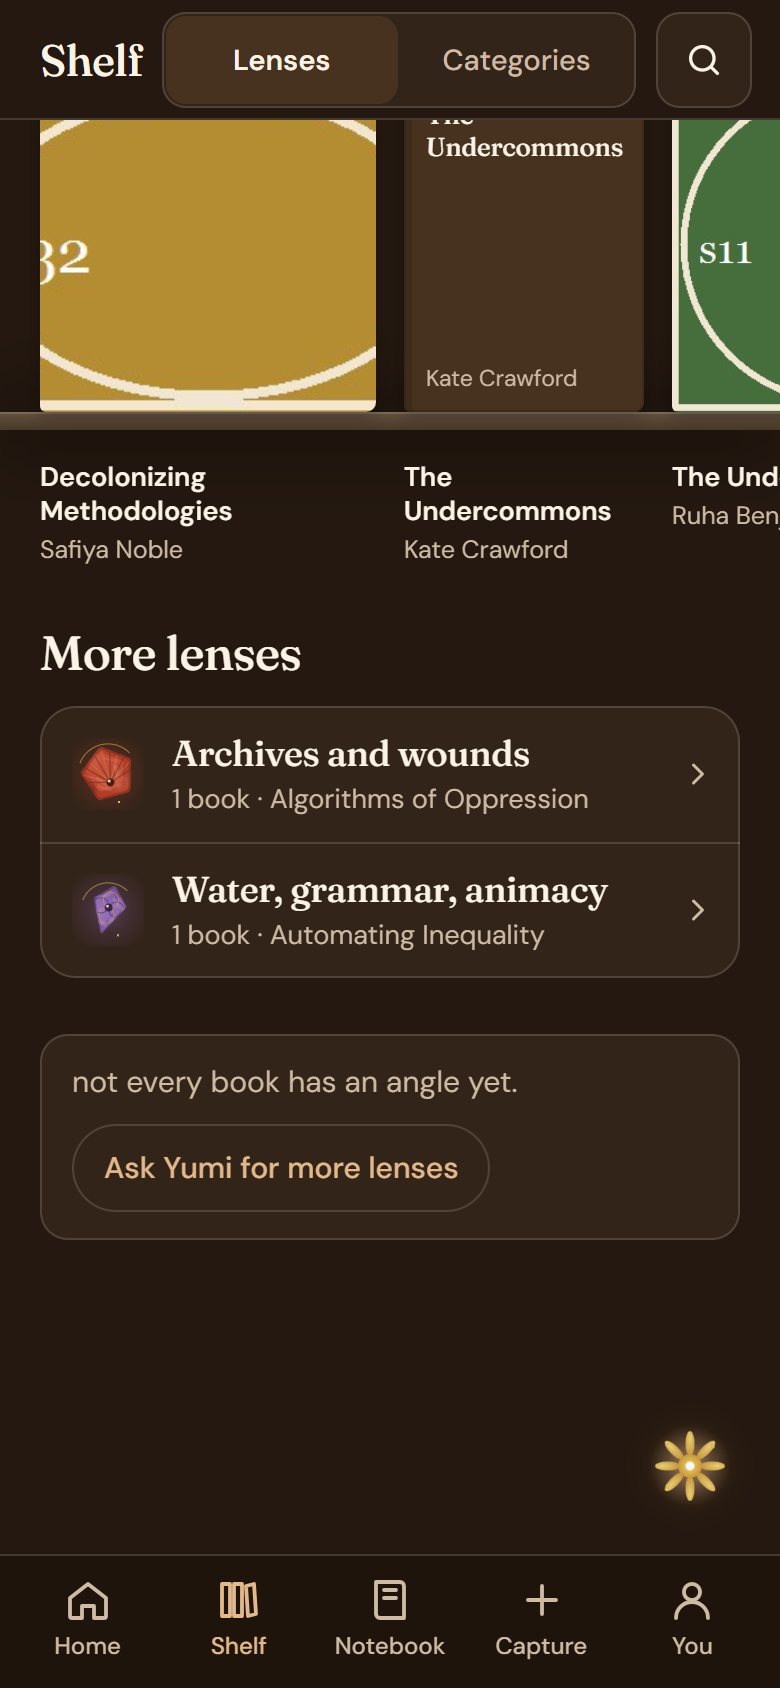 Shelf
Lenses
Categories
The
Undercommons
32
S11
Kate Crawford
Decolonizing
Methodologies
Safiya Noble
The
Undercommons
Kate Crawford
The Und
Ruha Ben
More lenses
Archives and wounds
1 book · Algorithms of Oppression
Water, grammar, animacy
1 book · Automating Inequality
not every book has an angle yet.
Ask Yumi for more lenses
Home
Shelf
Notebook
Capture
You